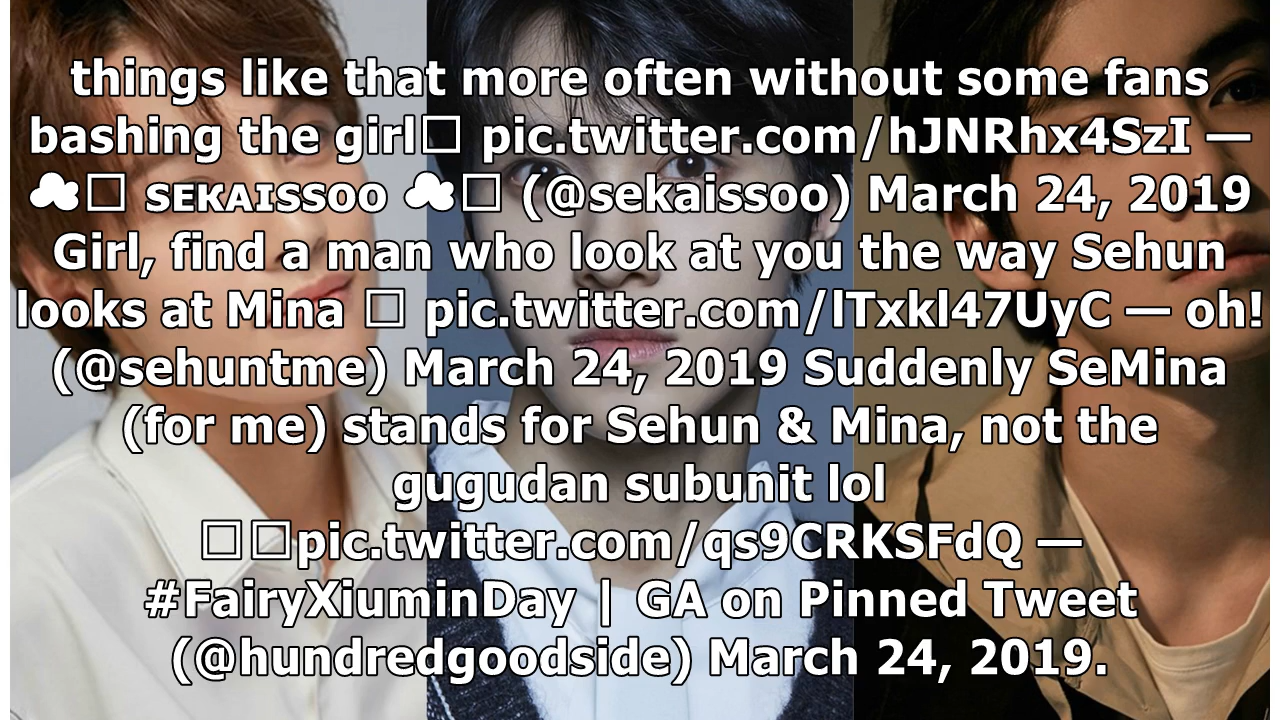 things like that more often without some fans
bashing the girl□ pic.twitter.com/hJNRhx4SzI —
☁□ sᴇᴋᴀɪssoo ☁□ (@sekaissoo) March 24, 2019
Girl, find a man who look at you the way Sehun
looks at Mina □ pic.twitter.com/lTxkl47UyC — oh!
(@sehuntme) March 24, 2019 Suddenly SeMina
(for me) stands for Sehun & Mina, not the
gugudan subunit lol
□□pic.twitter.com/qs9CRKSFdQ —
#FairyXiuminDay | GA on Pinned Tweet
(@hundredgoodside) March 24, 2019.